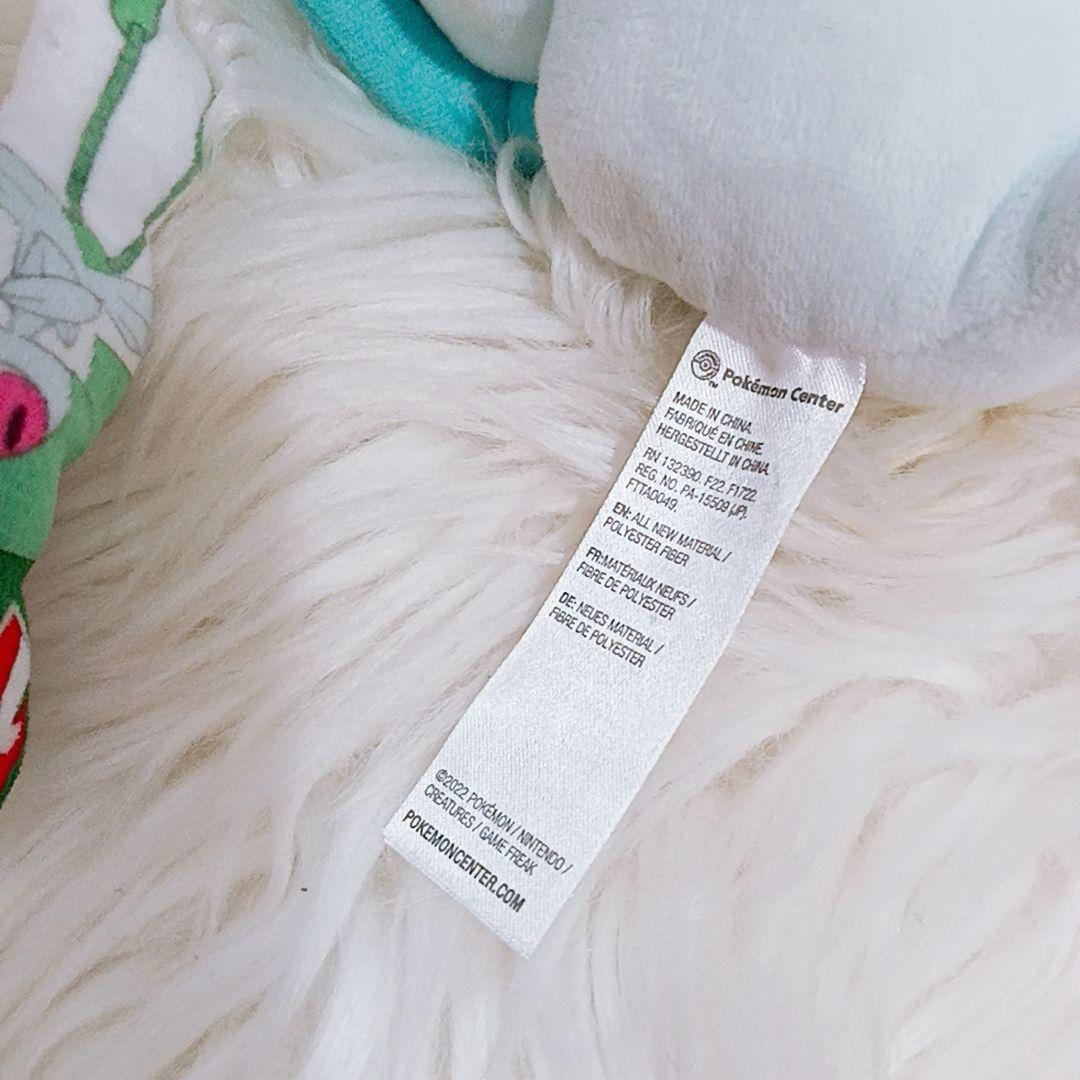 Pokémon Center
TM
MADE IN CHINA.
FABRIQUÉ EN CHINE.
HERGESTELLT IN CHINA.
RN 132390. F22. F1722.
REG. NO. PA-15509 (JP).
FTTA0049.
EN: ALL NEW MATERIAL /
POLYESTER FIBER
FR:MATÉRIAUX NEUFS /
FIBRE DE POLYESTER
DE: NEUES MATERIAL /
FIBRE DE POLYESTER
©2022 POKÉMON / NINTENDO /
CREATURES / GAME FREAK
POKEMONCENTER.COM